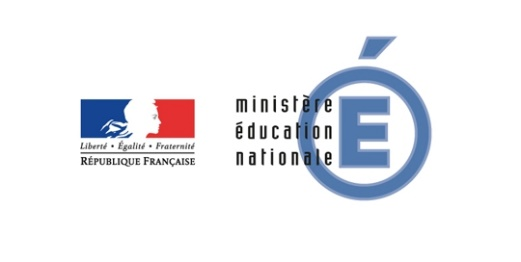 Liberté • Égalité • Fraternité
RÉPUBLIQUE FRANÇAISE
ministère
éducation
nationale
É